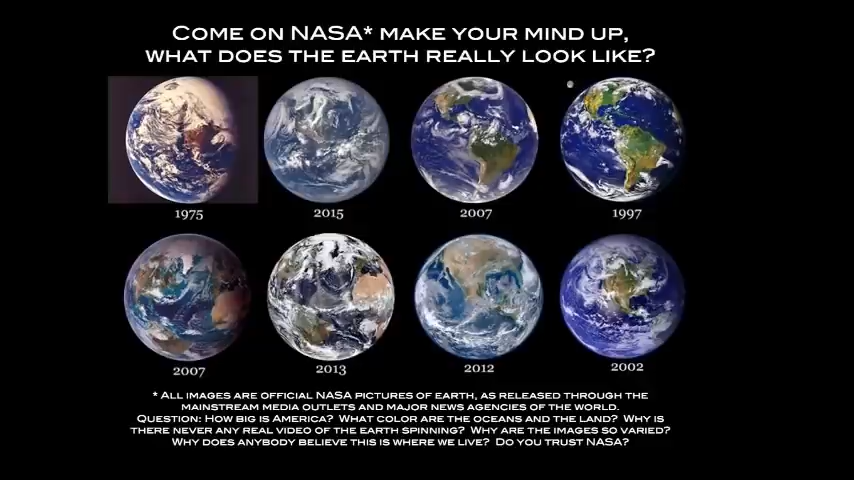 Come on NASA* make your mind up,
what does the earth really look like?
1975
2015
2007
1997
2007
2013
2012
2002
* All images are official NASA pictures of earth, as released through the
mainstream media outlets and major news agencies of the world.
Question: How big is America? What color are the oceans and the land? Why is
there never any real video of the earth spinning? Why are the images so varied?
Why does anybody believe this is where we live? Do you trust NASA?